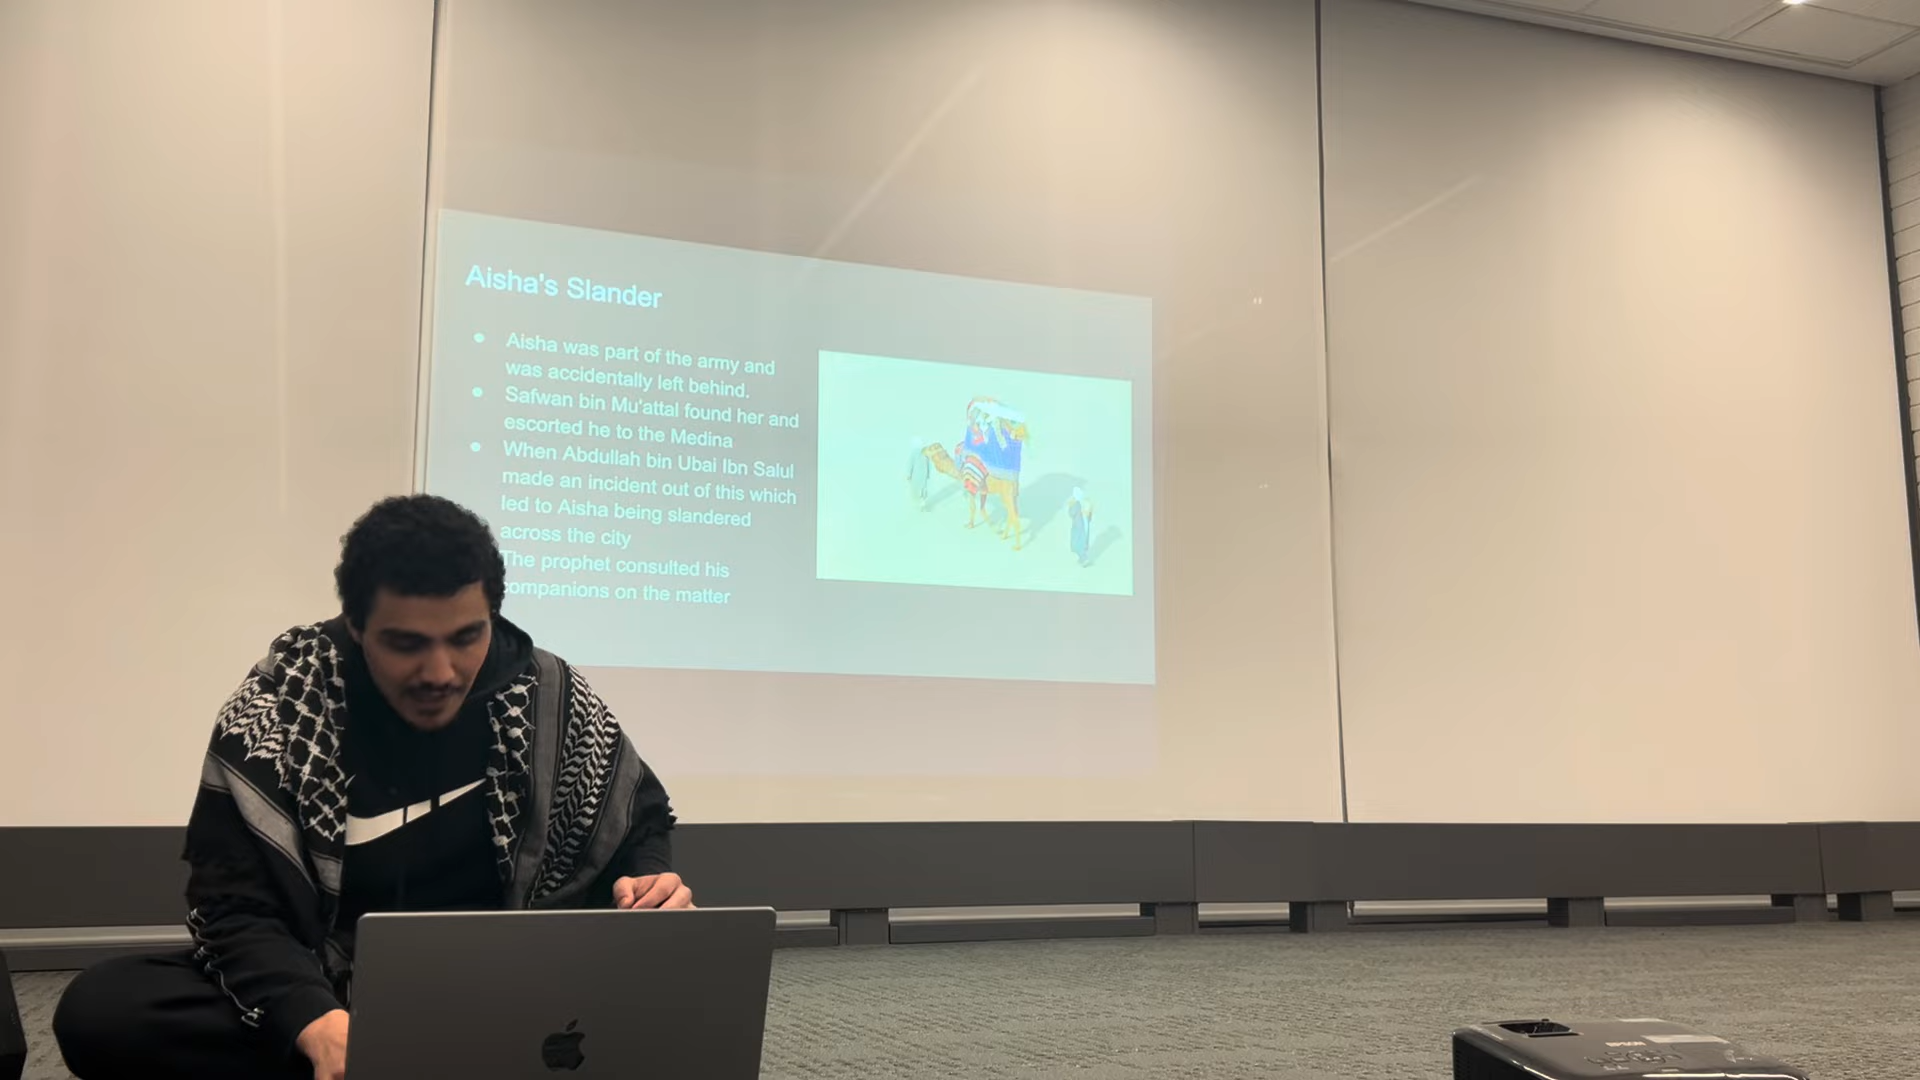 Aisha's Slander
Aisha was part of the army and
was accidentally left behind.
Safwan bin Mu'attal found her and
escorted he to the Medina
When Abdullah bin Ubai Ibn Salul
made an incident out of this which
led to Aisha being slandered
across the city
The prophet consulted his
companions on the matter
EPSON